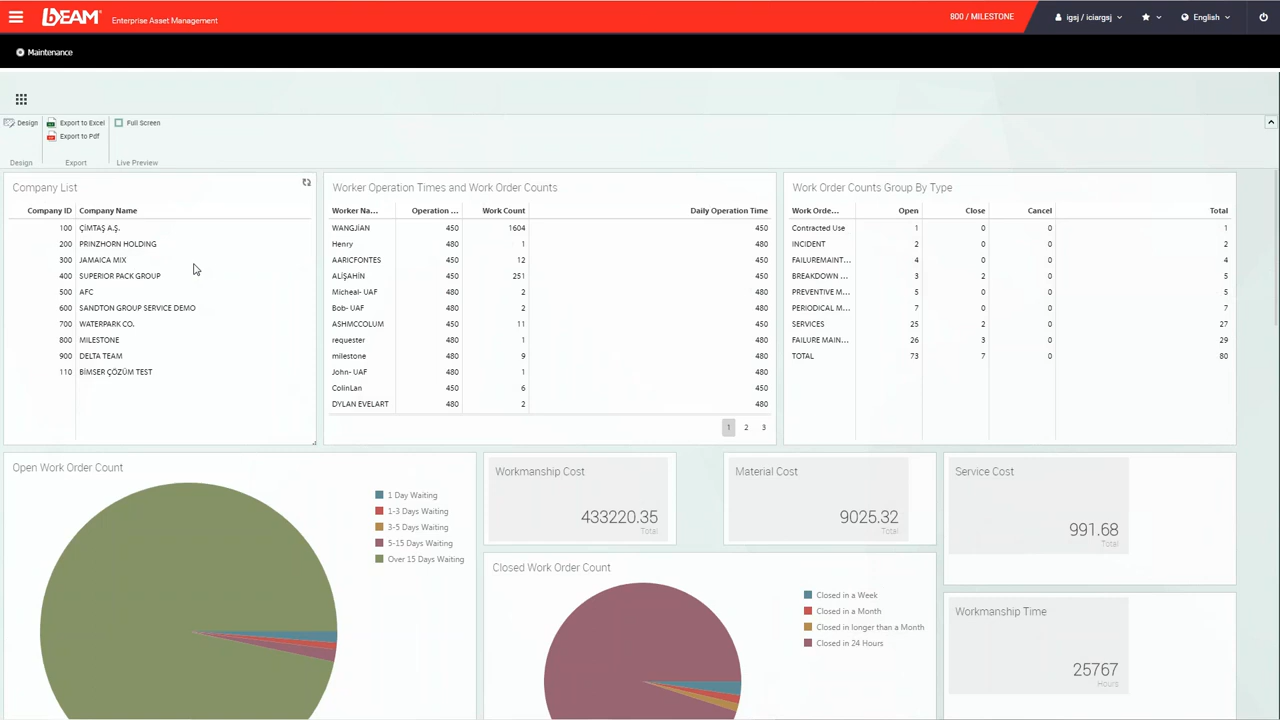 bEAM® Enterprise Asset Management 800 / MILESTONE igsj / iciargsj English
Maintenance
Design Export to Excel Full Screen
Export to Pdf
Design Export Live Preview
Company List
Company ID Company Name
100 ÇİMTAŞ A.Ş.
200 PRINZHORN HOLDING
300 JAMAICA MIX
400 SUPERIOR PACK GROUP
500 AFC
600 SANDTON GROUP SERVICE DEMO
700 WATERPARK CO.
800 MILESTONE
900 DELTA TEAM
110 BİMSER ÇÖZÜM TEST
Worker Operation Times and Work Order Counts
Worker Na... Operation ... Work Count Daily Operation Time
WANGJIAN 450 1604 450
Henry 480 1 480
AARICFONTES 450 12 450
ALİŞAHİN 450 251 450
Micheal- UAF 480 2 480
Bob- UAF 480 2 480
ASHMCCOLUM 450 11 450
requester 480 1 480
milestone 480 9 480
John- UAF 480 1 480
ColinLan 450 6 450
DYLAN EVELART 480 2 480
1 2 3
Work Order Counts Group By Type
Work Orde... Open Close Cancel Total
Contracted Use 1 0 0 1
INCIDENT 2 0 0 2
FAILUREMAINT... 4 0 0 4
BREAKDOWN ... 3 2 0 5
PREVENTIVE M... 5 0 0 5
PERIODICAL M... 7 0 0 7
SERVICES 25 2 0 27
FAILURE MAIN... 26 3 0 29
TOTAL 73 7 0 80
Open Work Order Count
1 Day Waiting
1-3 Days Waiting
3-5 Days Waiting
5-15 Days Waiting
Over 15 Days Waiting
Workmanship Cost
433220.35
Total
Material Cost
9025.32
Total
Service Cost
991.68
Total
Closed Work Order Count
Closed in a Week
Closed in a Month
Closed in longer than a Month
Closed in 24 Hours
Workmanship Time
25767
Hours